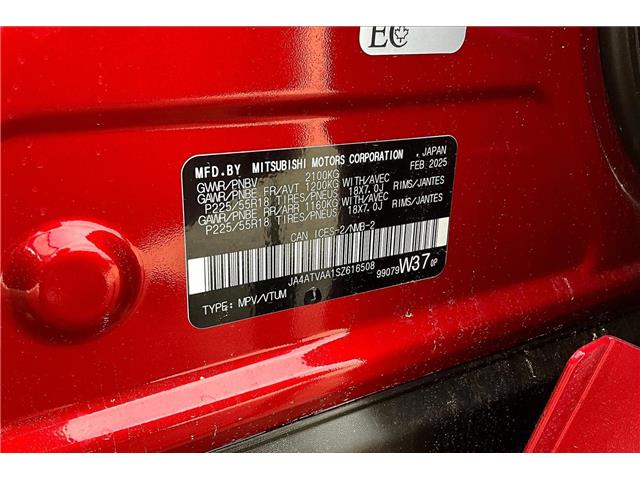 EC
MFD.BY MITSUBISHI MOTORS CORPORATION , JAPAN
FEB.2025
GVWR/PNBV 2100KG
GAWR/PNBE FR/AVT 1200KG WITH/AVEC
P225/55R18 TIRES/PNEUS 18X7.0J RIMS/JANTES
GAWR/PNBE RR/ARR 1160KG WITH/AVEC
P225/55R18 TIRES/PNEUS 18X7.0J RIMS/JANTES
CAN ICES-2/NMB-2
JA4ATVAA1SZ616508
99079 W37 0P
TYPE: MPV/VTUM